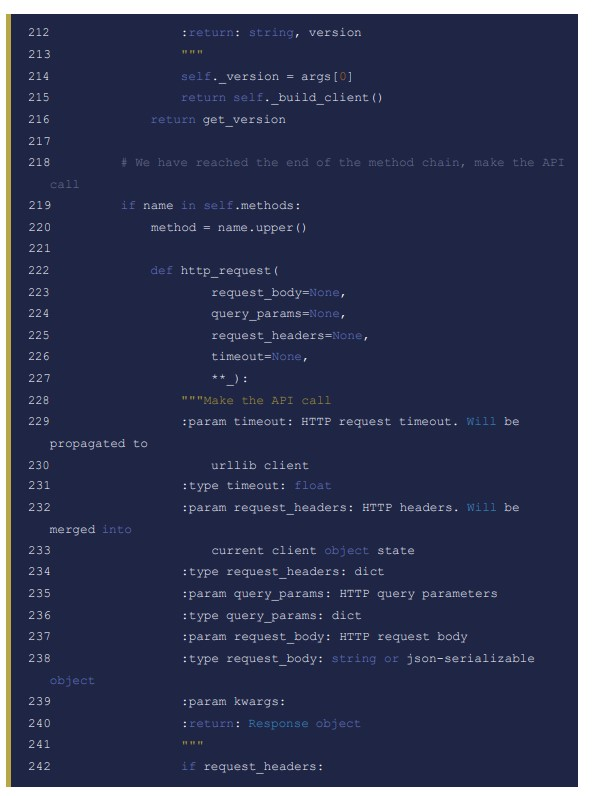 212                 :return: string, version
213                 """
214                 self._version = args[0]
215                 return self._build_client()
216             return get_version
217
218         # We have reached the end of the method chain, make the API
call
219         if name in self.methods:
220             method = name.upper()
221
222             def http_request(
223                     request_body=None,
224                     query_params=None,
225                     request_headers=None,
226                     timeout=None,
227                     **_):
228                 """Make the API call
229                 :param timeout: HTTP request timeout. Will be
propagated to
230                     urllib client
231                 :type timeout: float
232                 :param request_headers: HTTP headers. Will be
merged into
233                     current client object state
234                 :type request_headers: dict
235                 :param query_params: HTTP query parameters
236                 :type query_params: dict
237                 :param request_body: HTTP request body
238                 :type request_body: string or json-serializable
object
239                 :param kwargs:
240                 :return: Response object
241                 """
242                 if request_headers: